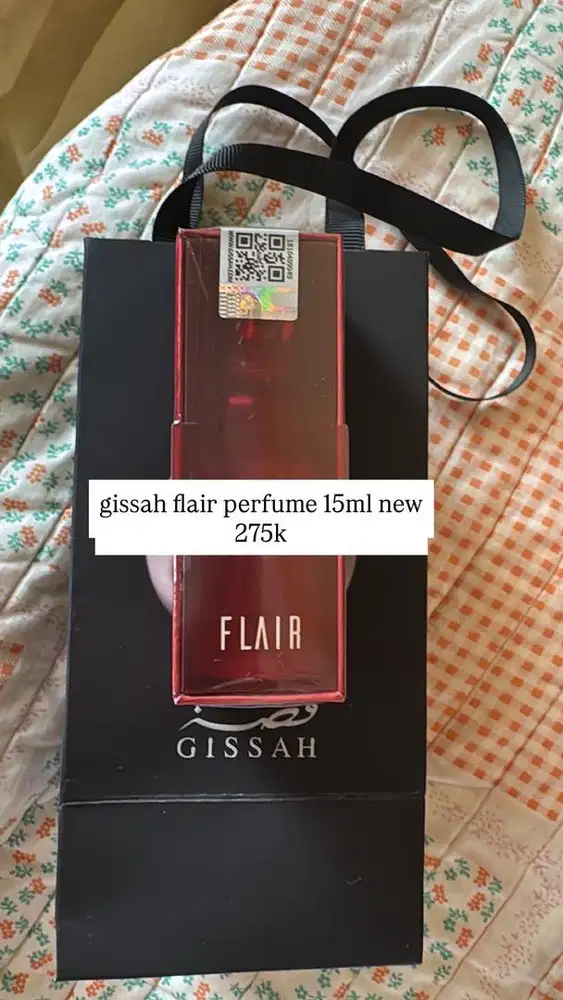 gissah flair perfume 15ml new
275k
FLAIR
قصة
GISSAH